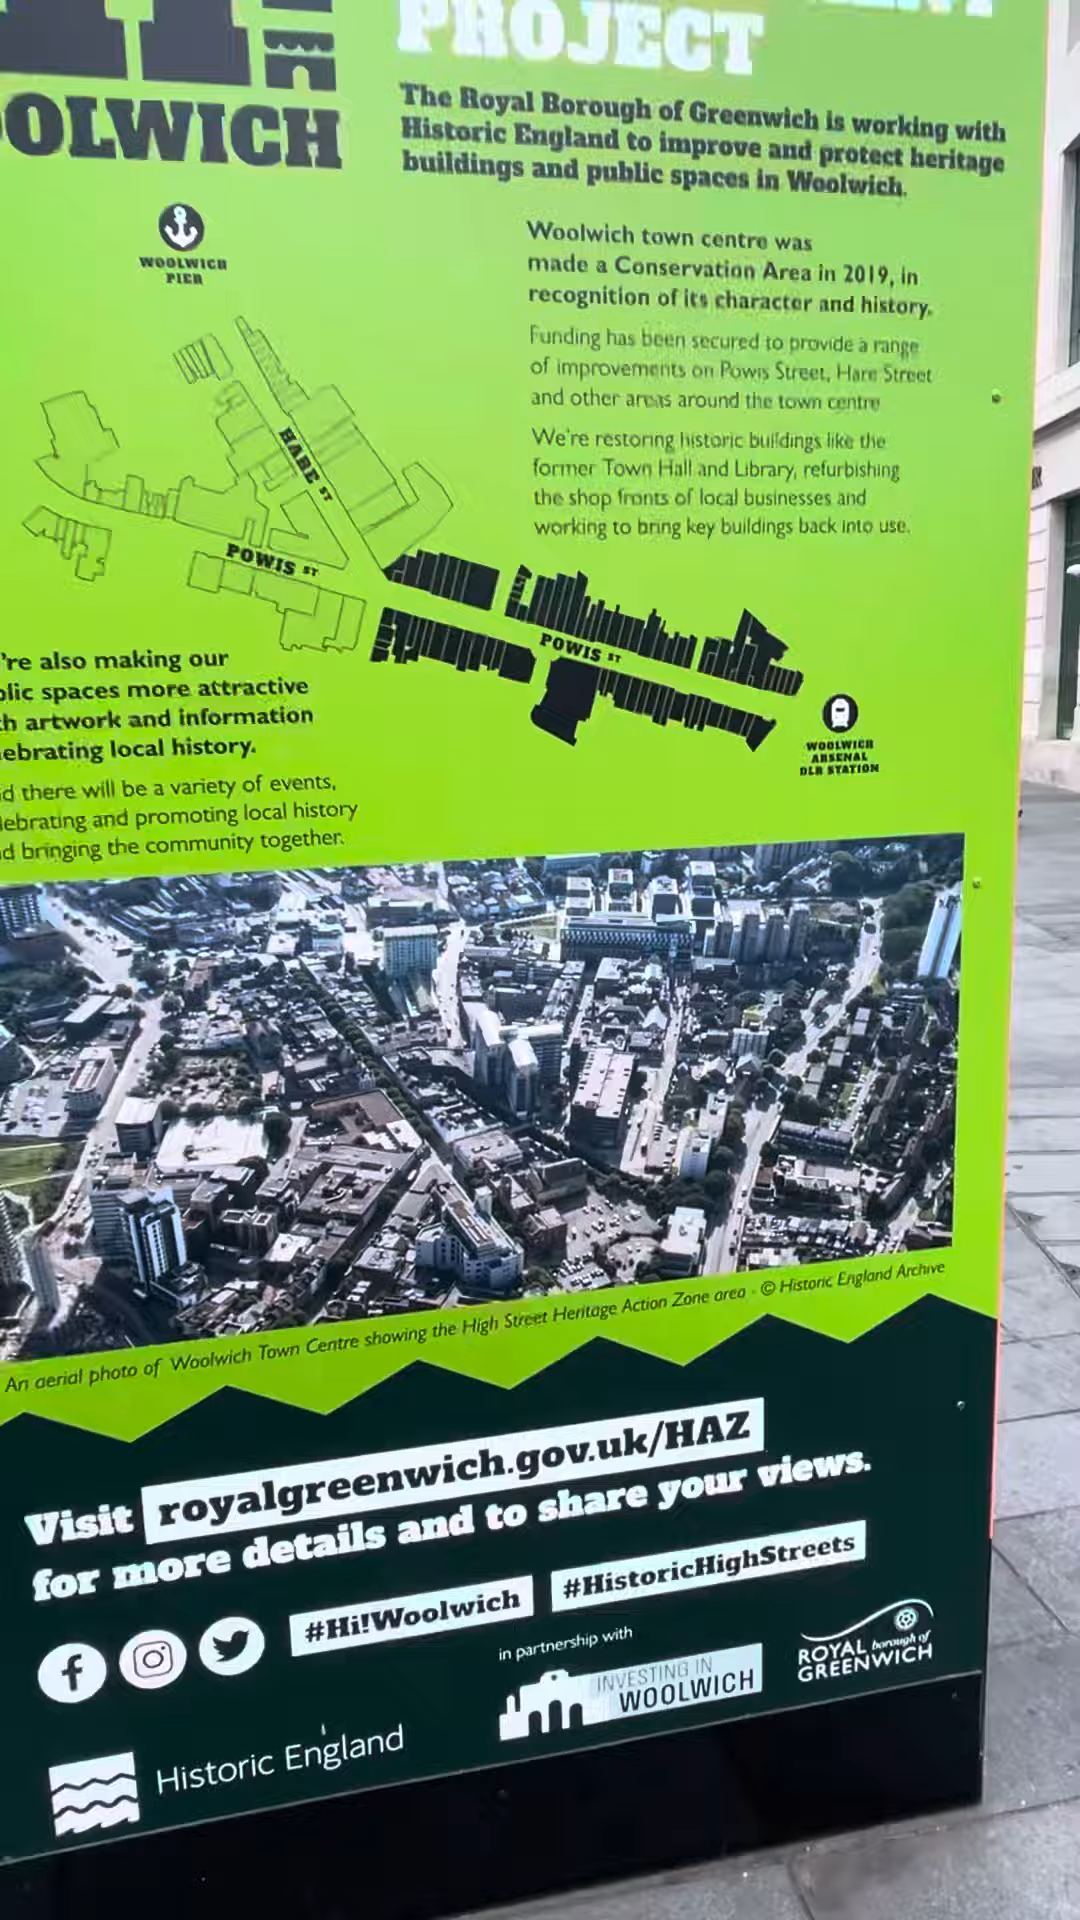 PROJECT
OOLWICH
The Royal Borough of Greenwich is working with
Historic England to improve and protect heritage
buildings and public spaces in Woolwich.
WOOLWICH
PIER
Woolwich town centre was
made a Conservation Area in 2019, in
recognition of its character and history.
Funding has been secured to provide a range
of improvements on Powis Street, Hare Street
and other areas around the town centre
We're restoring historic buildings like the
former Town Hall and Library, refurbishing
the shop fronts of local businesses and
working to bring key buildings back into use.
HARE ST
POWIS ST
POWIS ST
WOOLWICH
ARSENAL
DLR STATION
're also making our
blic spaces more attractive
th artwork and information
lebrating local history.
d there will be a variety of events,
lebrating and promoting local history
d bringing the community together.
An aerial photo of Woolwich Town Centre showing the High Street Heritage Action Zone area - © Historic England Archive
Visit royalgreenwich.gov.uk/HAZ
for more details and to share your views.
#Hi!Woolwich
#HistoricHighStreets
in partnership with
INVESTING IN
WOOLWICH
ROYAL borough of
GREENWICH
Historic England